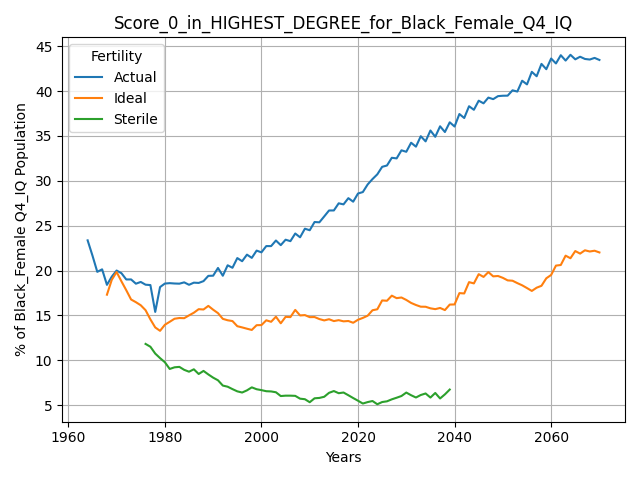 Score_0_in_HIGHEST_DEGREE_for_Black_Female_Q4_IQ
Fertility
Actual
Ideal
Sterile
% of Black_Female Q4_IQ Population
45
40
35
30
25
20
15
10
5
1960 1980 2000 2020 2040 2060
Years